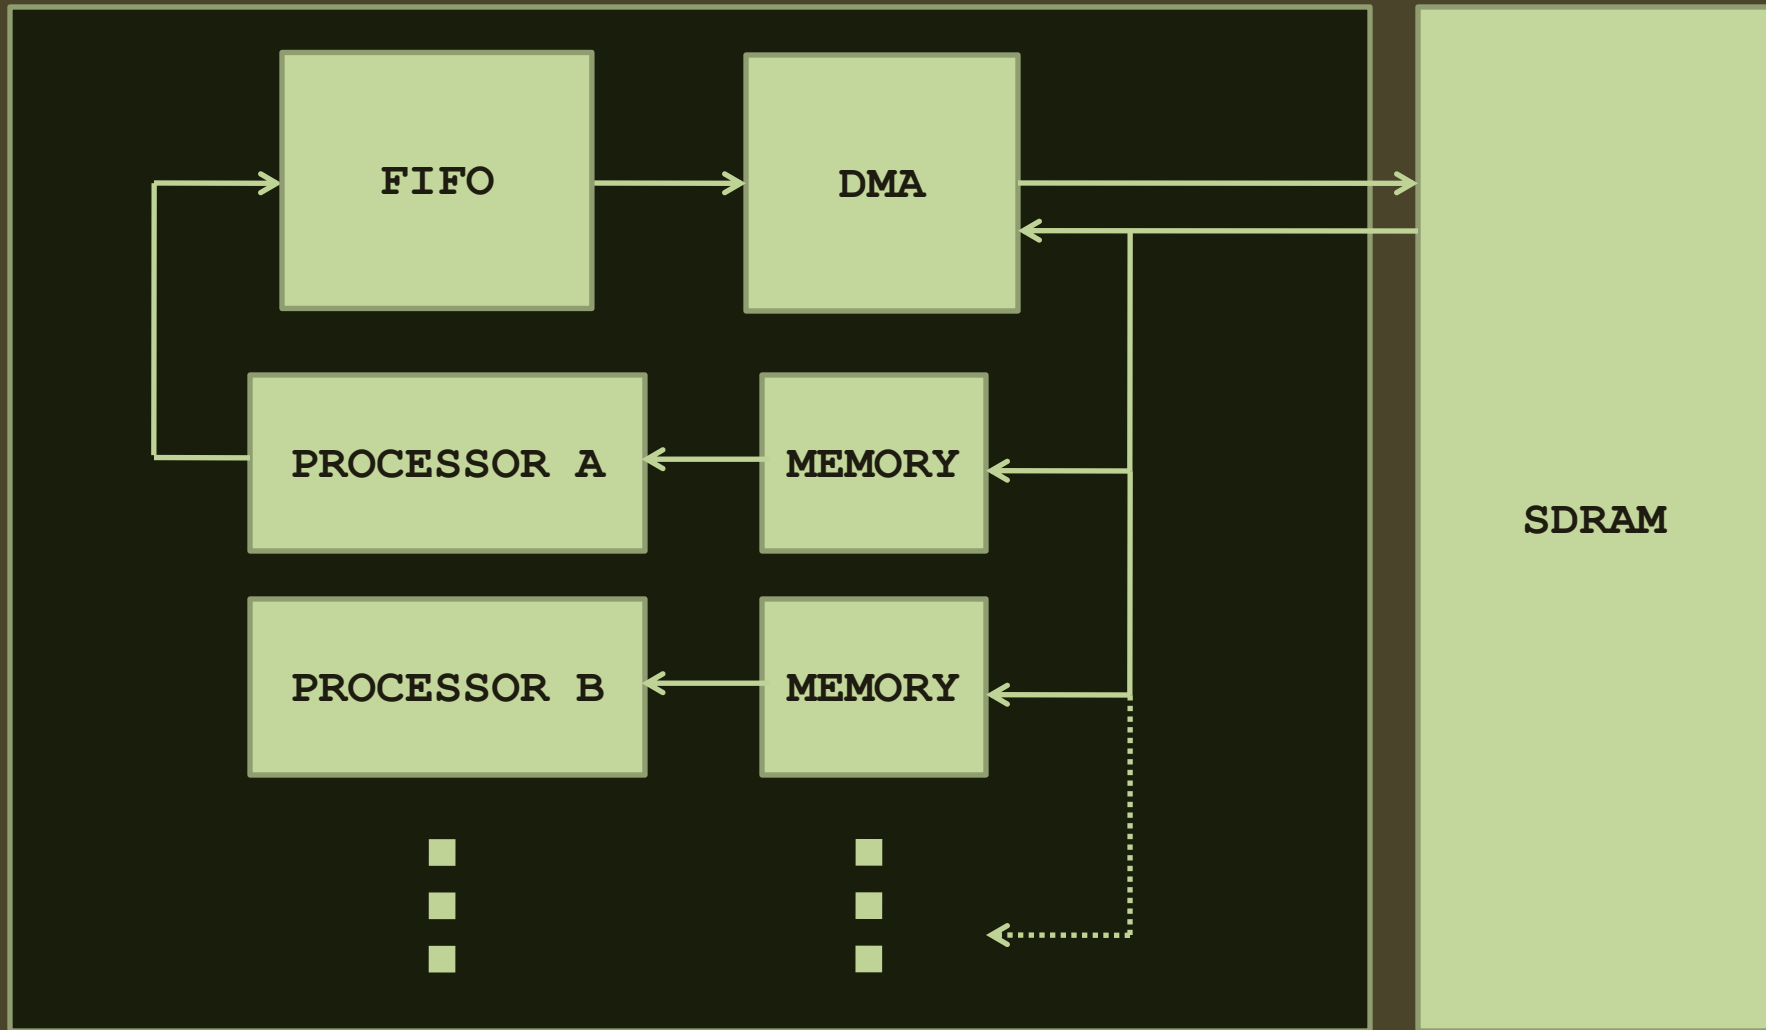 FIFO
DMA
PROCESSOR A
MEMORY
SDRAM
PROCESSOR B
MEMORY